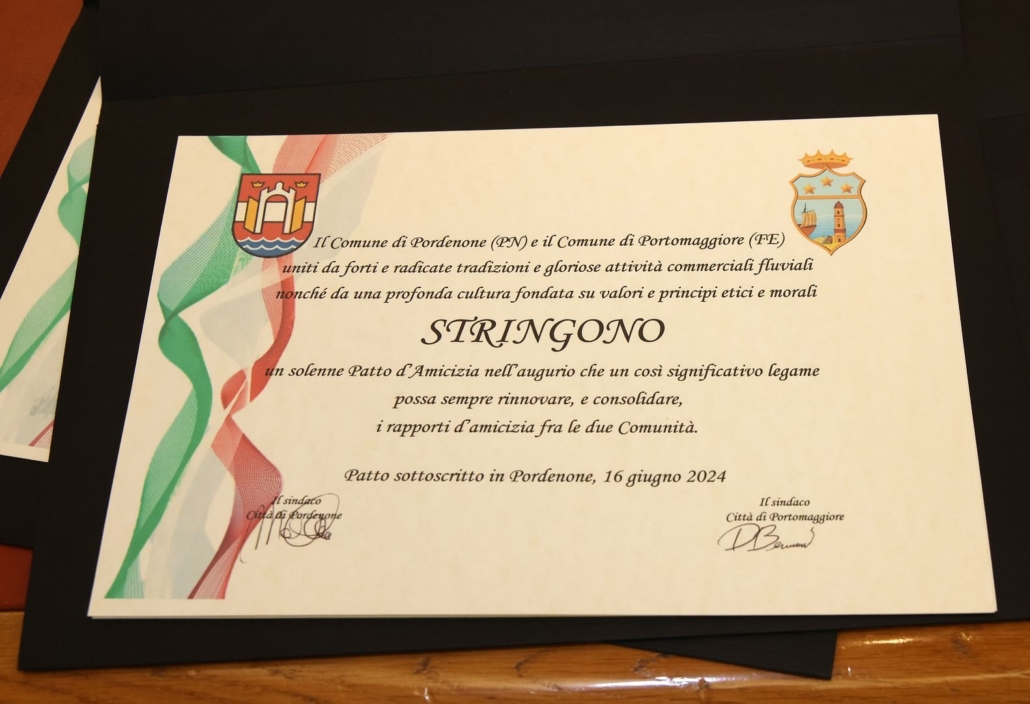 Il Comune di Pordenone (PN) e il Comune di Portomaggiore (FE)
uniti da forti e radicate tradizioni e gloriose attività commerciali fluviali
nonché da una profonda cultura fondata su valori e principi etici e morali
STRINGONO
un solenne Patto d'Amicizia nell'augurio che un così significativo legame
possa sempre rinnovare, e consolidare,
i rapporti d'amicizia fra le due Comunità.
Patto sottoscritto in Pordenone, 16 giugno 2024
Il sindaco
Città di Pordenone
Il sindaco
Città di Portomaggiore